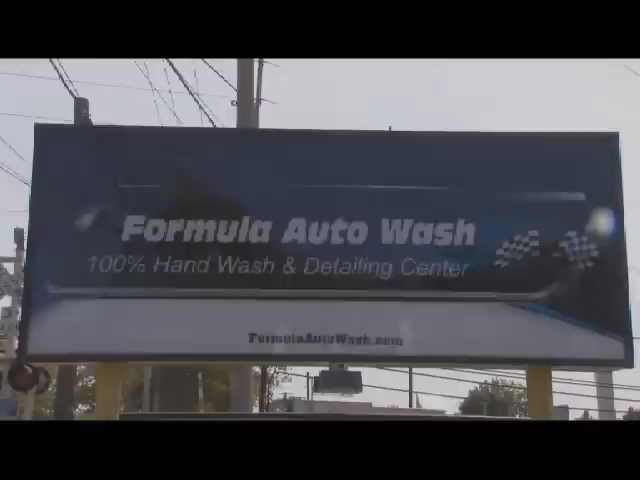 Formula Auto Wash
100% Hand Wash & Detailing Center
FormulaAutoWash.com